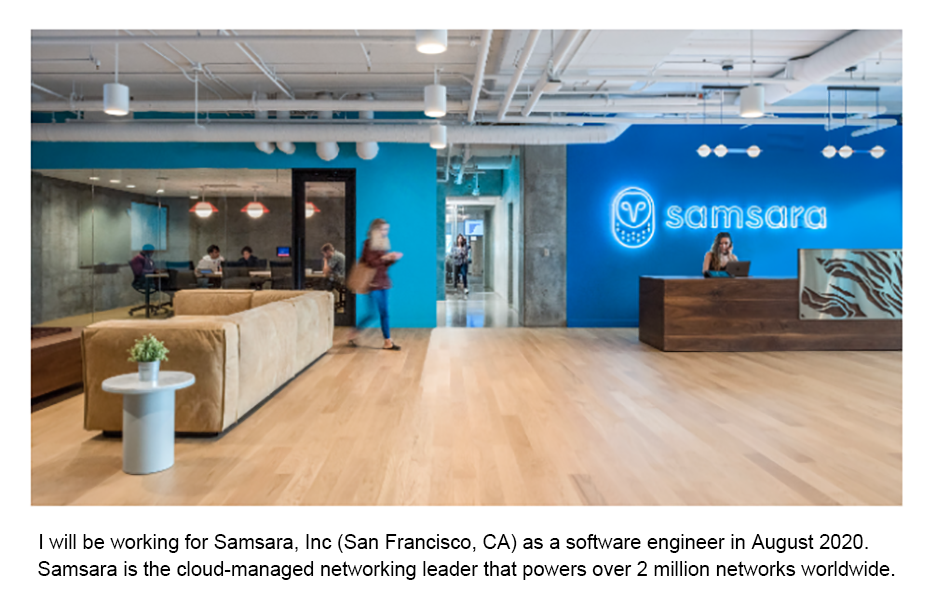 samsara
I will be working for Samsara, Inc (San Francisco, CA) as a software engineer in August 2020.
Samsara is the cloud-managed networking leader that powers over 2 million networks worldwide.